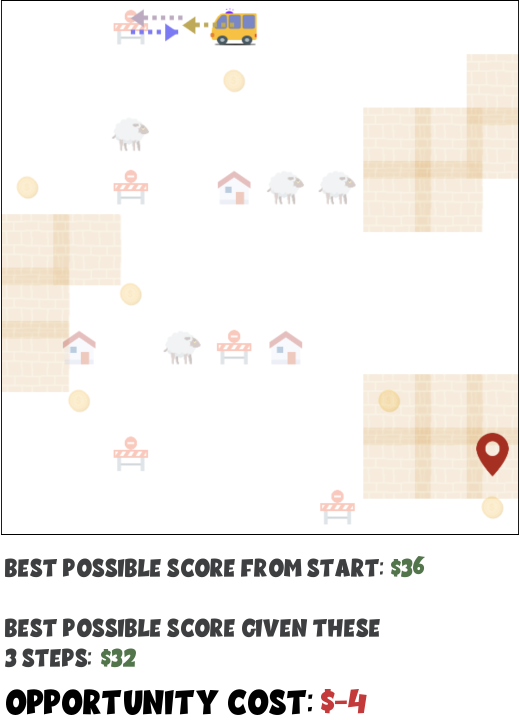 BEST POSSIBLE SCORE FROM START: $36
BEST POSSIBLE SCORE GIVEN THESE
3 STEPS: $32
OPPORTUNITY COST: $-4